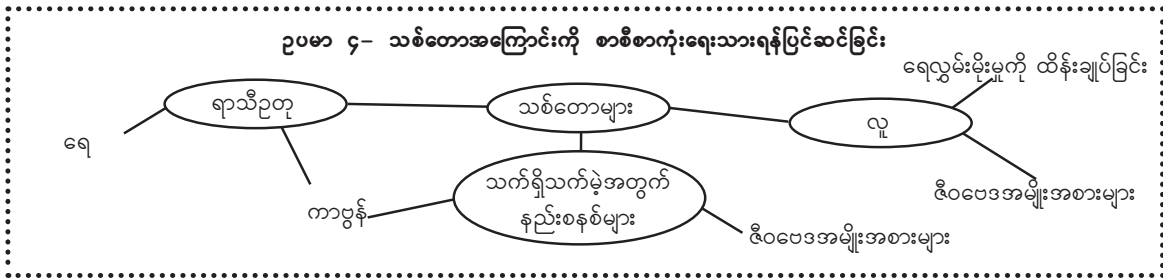 ဥပမာ ၄– သစ်တောအကြောင်းကို စာစီစာကုံးရေးသားရန်ပြင်ဆင်ခြင်း
ရေလွှမ်းမိုးမှုကို ထိန်းချုပ်ခြင်း
ရာသီဥတု
သစ်တောများ
လူ
ရေ
သက်ရှိသက်မဲ့အတွက်
နည်းစနစ်များ
ဇီဝဗေဒအမျိုးအစားများ
ကာဗွန်
ဇီဝဗေဒအမျိုးအစားများ